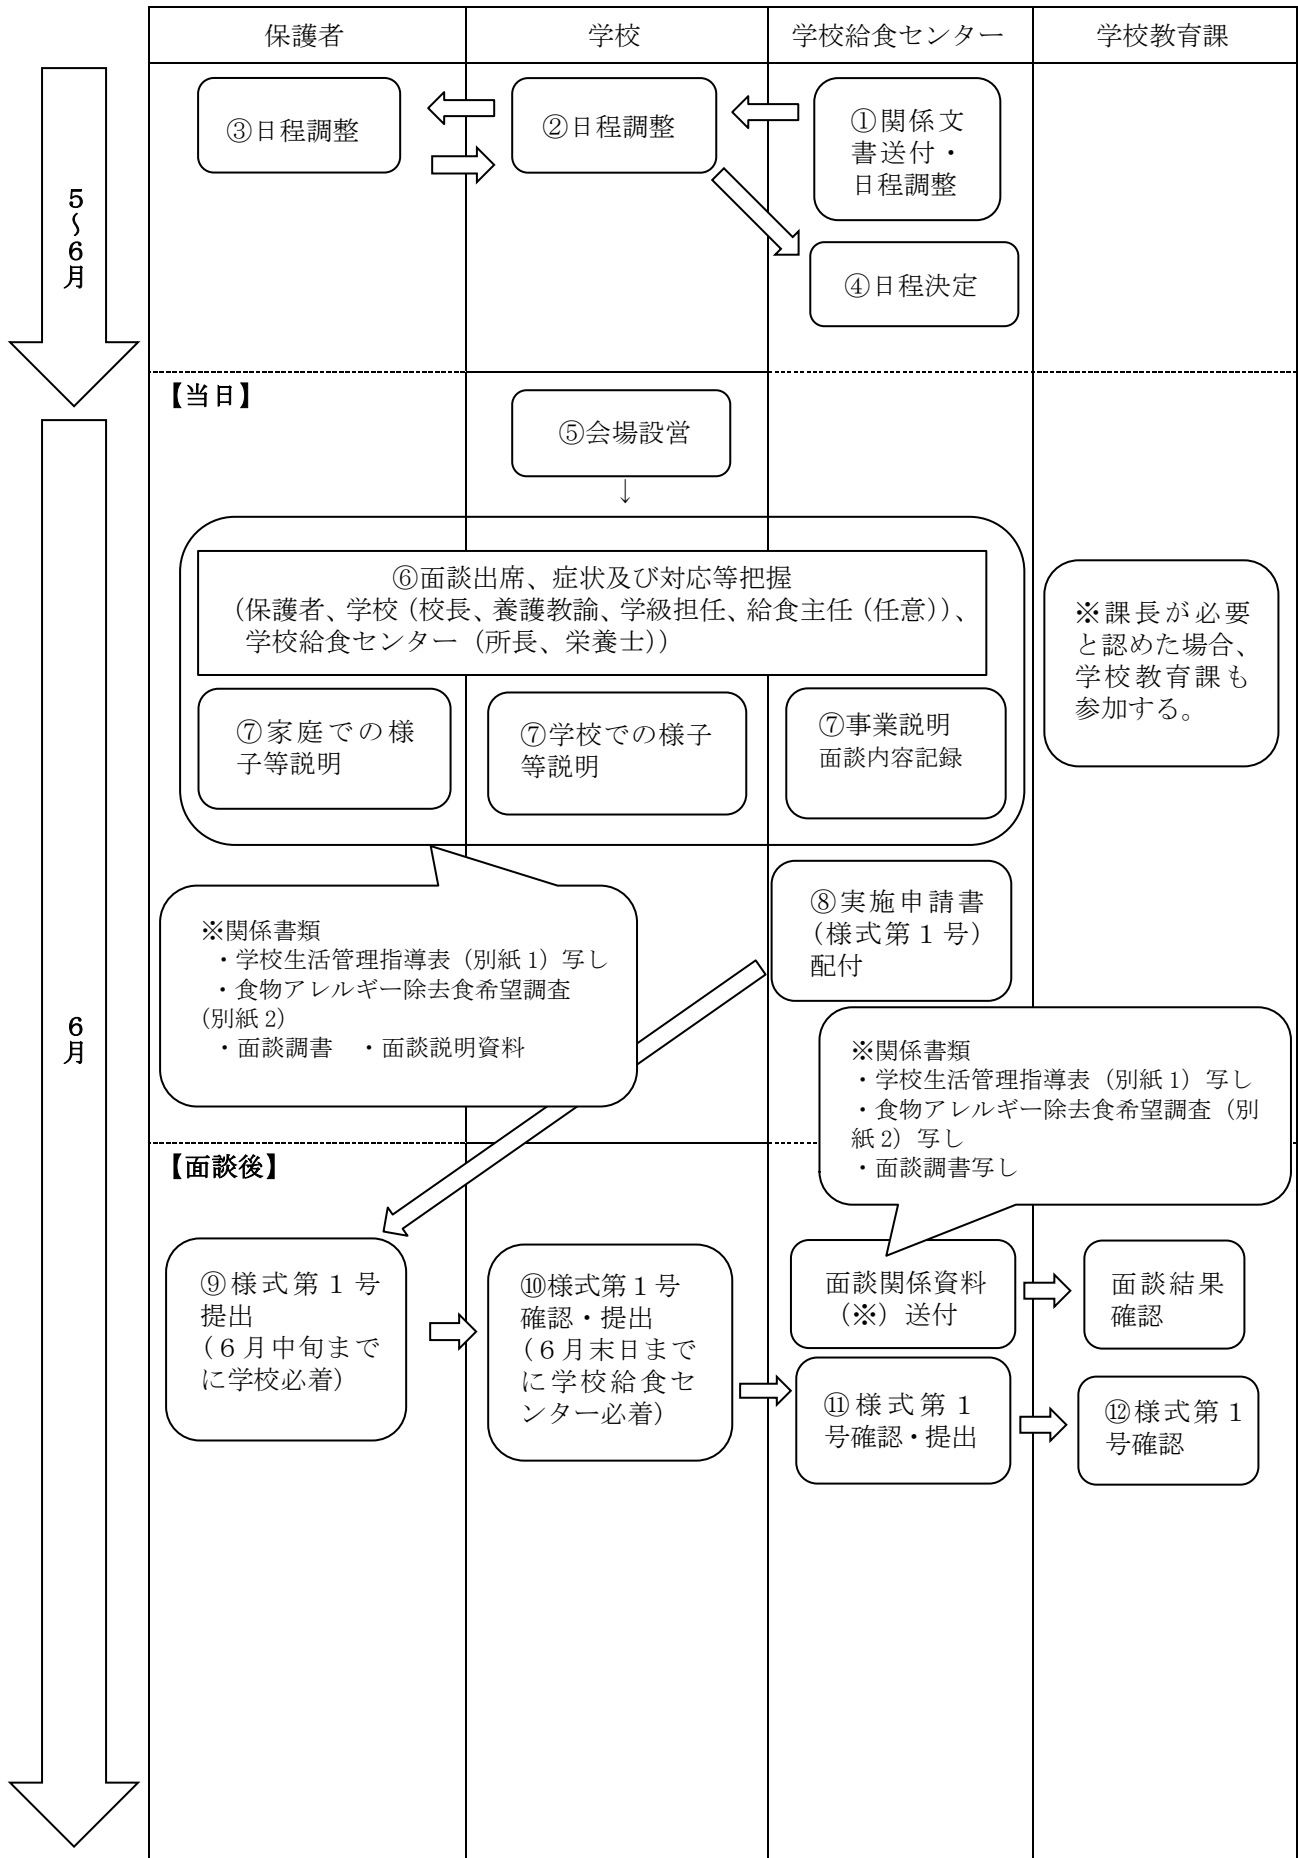 保護者
学校
学校給食センター
学校教育課
5～6月
③日程調整
②日程調整
①関係文
書送付・
日程調整
④日程決定
【当日】
⑤会場設営
↓
6月
⑥面談出席、症状及び対応等把握
（保護者、学校（校長、養護教諭、学級担任、給食主任（任意））、
学校給食センター（所長、栄養士））
※課長が必要
と認めた場合、
学校教育課も
参加する。
⑦家庭での様
子等説明
⑦学校での様子
等説明
⑦事業説明
面談内容記録
⑧実施申請書
（様式第１号）
配付
※関係書類
・学校生活管理指導表（別紙1）写し
・食物アレルギー除去食希望調査
（別紙2）
・面談調書　・面談説明資料
※関係書類
・学校生活管理指導表（別紙1）写し
・食物アレルギー除去食希望調査（別
紙2）写し
・面談調書写し
【面談後】
⑨様式第１号
提出
（６月中旬まで
に学校必着）
⑩様式第１号
確認・提出
（６月末日まで
に学校給食セ
ンター必着）
面談関係資料
（※）送付
面談結果
確認
⑪様式第１
号確認・提出
⑫様式第１
号確認